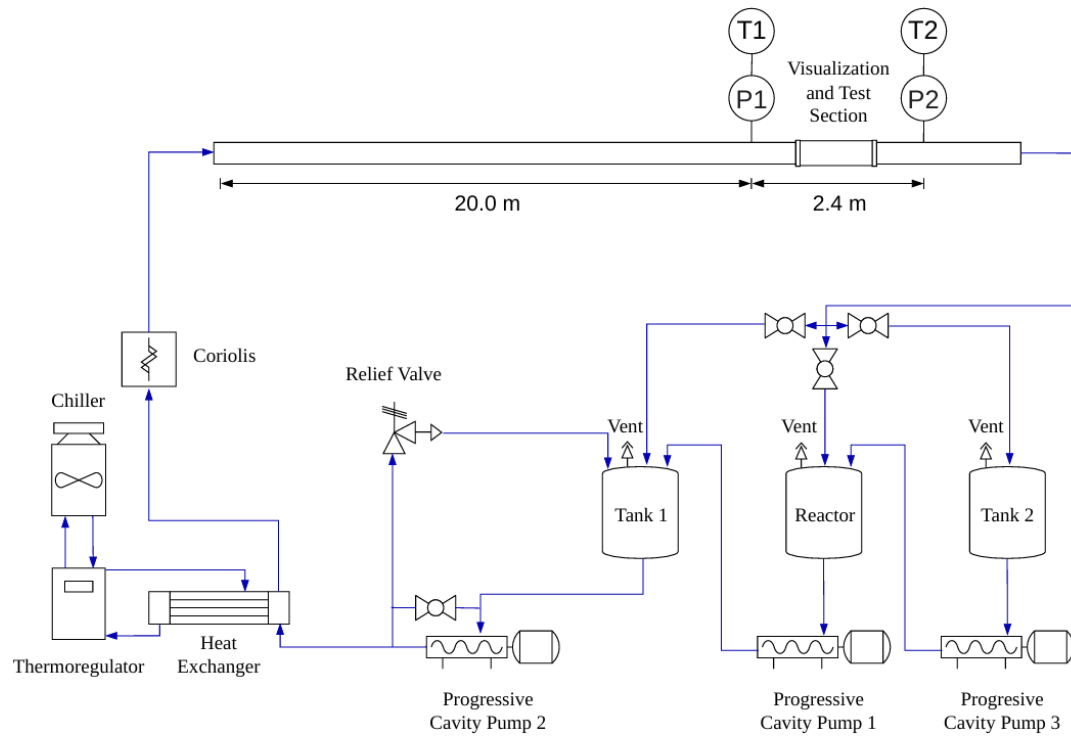 T1
T2
Visualization
and Test
Section
P1
P2
20.0 m
2.4 m
Coriolis
Relief Valve
Chiller
Vent
Vent
Vent
Tank 1
Reactor
Tank 2
Thermoregulator
Heat
Exchanger
Progressive
Cavity Pump 2
Progressive
Cavity Pump 1
Progresive
Cavity Pump 3